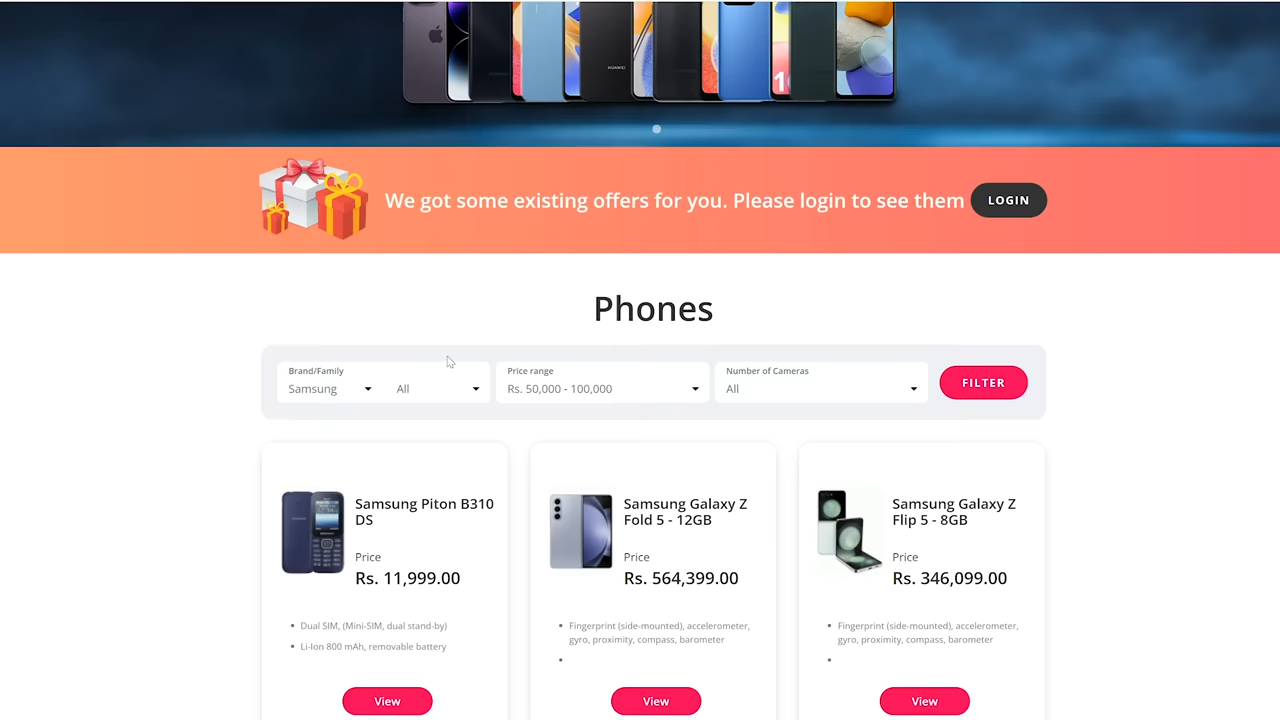 HUAWEI
We got some existing offers for you. Please login to see them
LOGIN
Phones
Brand/Family
Samsung
All
Price range
Rs. 50,000 - 100,000
Number of Cameras
All
FILTER
Samsung Piton B310
DS
Price
Rs. 11,999.00
Dual SIM, (Mini-SIM, dual stand-by)
Li-Ion 800 mAh, removable battery
View
Samsung Galaxy Z
Fold 5 - 12GB
Price
Rs. 564,399.00
Fingerprint (side-mounted), accelerometer,
gyro, proximity, compass, barometer
View
Samsung Galaxy Z
Flip 5 - 8GB
Price
Rs. 346,099.00
Fingerprint (side-mounted), accelerometer,
gyro, proximity, compass, barometer
View